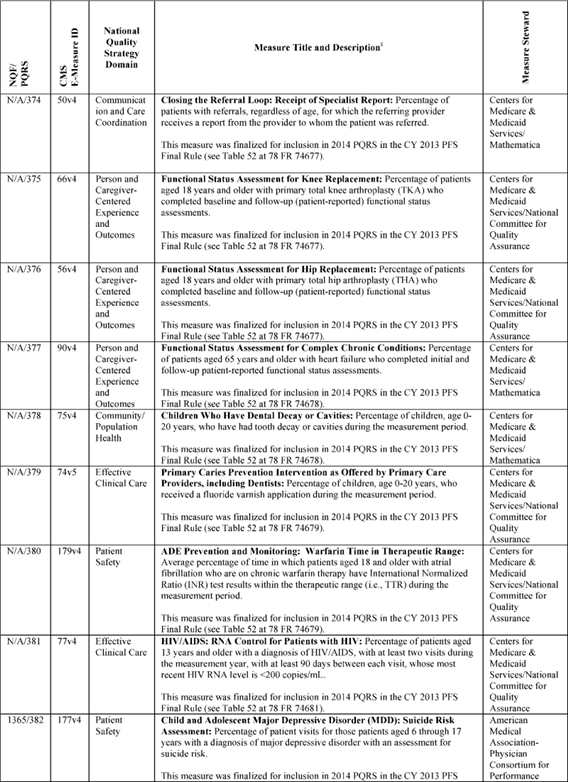 NQF/
PQRS
CMS
E-Measure ID
National
Quality
Strategy
Domain
Measure Title and Description¹
Measure Steward
N/A/374
50v4
Communicat
ion and Care
Coordination
Closing the Referral Loop: Receipt of Specialist Report: Percentage of
patients with referrals, regardless of age, for which the referring provider
receives a report from the provider to whom the patient was referred.
This measure was finalized for inclusion in 2014 PQRS in the CY 2013 PFS
Final Rule (see Table 52 at 78 FR 74677).
Centers for
Medicare &
Medicaid
Services/
Mathematica
N/A/375
66v4
Person and
Caregiver-
Centered
Experience
and
Outcomes
Functional Status Assessment for Knee Replacement: Percentage of patients
aged 18 years and older with primary total knee arthroplasty (TKA) who
completed baseline and follow-up (patient-reported) functional status
assessments.
This measure was finalized for inclusion in 2014 PQRS in the CY 2013 PFS
Final Rule (see Table 52 at 78 FR 74677).
Centers for
Medicare &
Medicaid
Services/National
Committee for
Quality
Assurance
N/A/376
56v4
Person and
Caregiver-
Centered
Experience
and
Outcomes
Functional Status Assessment for Hip Replacement: Percentage of patients
aged 18 years and older with primary total hip arthroplasty (THA) who
completed baseline and follow-up (patient-reported) functional status
assessments.
This measure was finalized for inclusion in 2014 PQRS in the CY 2013 PFS
Final Rule (see Table 52 at 78 FR 74677).
Centers for
Medicare &
Medicaid
Services/National
Committee for
Quality
Assurance
N/A/377
90v4
Person and
Caregiver-
Centered
Experience
and
Outcomes
Functional Status Assessment for Complex Chronic Conditions: Percentage
of patients aged 65 years and older with heart failure who completed initial and
follow-up patient-reported functional status assessments.
This measure was finalized for inclusion in 2014 PQRS in the CY 2013 PFS
Final Rule (see Table 52 at 78 FR 74678).
Centers for
Medicare &
Medicaid
Services/
Mathematica
N/A/378
75v4
Community/
Population
Health
Children Who Have Dental Decay or Cavities: Percentage of children, age 0-
20 years, who have had tooth decay or cavities during the measurement period.
This measure was finalized for inclusion in 2014 PQRS in the CY 2013 PFS
Final Rule (see Table 52 at 78 FR 74678).
Centers for
Medicare &
Medicaid
Services/
Mathematica
N/A/379
74v5
Effective
Clinical Care
Primary Caries Prevention Intervention as Offered by Primary Care
Providers, including Dentists: Percentage of children, age 0-20 years, who
received a fluoride varnish application during the measurement period.
This measure was finalized for inclusion in 2014 PQRS in the CY 2013 PFS
Final Rule (see Table 52 at 78 FR 74679).
Centers for
Medicare &
Medicaid
Services/National
Committee for
Quality
Assurance
N/A/380
179v4
Patient
Safety
ADE Prevention and Monitoring: Warfarin Time in Therapeutic Range:
Average percentage of time in which patients aged 18 and older with atrial
fibrillation who are on chronic warfarin therapy have International Normalized
Ratio (INR) test results within the therapeutic range (i.e., TTR) during the
measurement period.
This measure was finalized for inclusion in 2014 PQRS in the CY 2013 PFS
Final Rule (see Table 52 at 78 FR 74679).
Centers for
Medicare &
Medicaid
Services/National
Committee for
Quality
Assurance
N/A/381
77v4
Effective
Clinical Care
HIV/AIDS: RNA Control for Patients with HIV: Percentage of patients aged
13 years and older with a diagnosis of HIV/AIDS, with at least two visits during
the measurement year, with at least 90 days between each visit, whose most
recent HIV RNA level is <200 copies/mL.
This measure was finalized for inclusion in 2014 PQRS in the CY 2013 PFS
Final Rule (see Table 52 at 78 FR 74681).
Centers for
Medicare &
Medicaid
Services/National
Committee for
Quality
Assurance
1365/382
177v4
Patient
Safety
Child and Adolescent Major Depressive Disorder (MDD): Suicide Risk
Assessment: Percentage of patient visits for those patients aged 6 through 17
years with a diagnosis of major depressive disorder with an assessment for
suicide risk.
This measure was finalized for inclusion in 2014 PQRS in the CY 2013 PFS
American
Medical
Association-
Physician
Consortium for
Performance